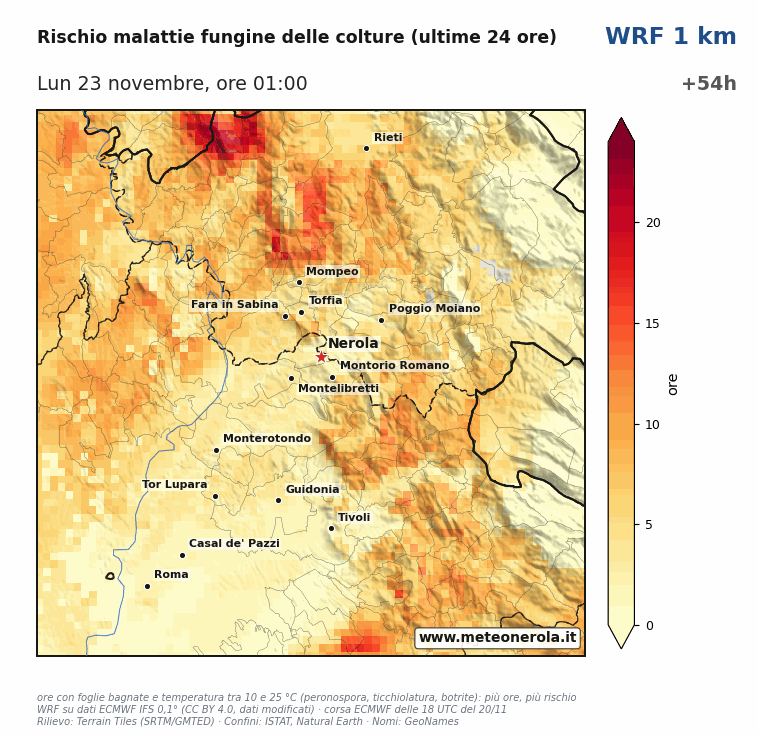 Rischio malattie fungine delle colture (ultime 24 ore)
WRF 1 km
Lun 23 novembre, ore 01:00
+54h
Rieti
Mompeo
Fara in Sabina
Toffia
Poggio Moiano
Nerola
Montorio Romano
Montelibretti
Monterotondo
Tor Lupara
Guidonia
Tivoli
Casal de' Pazzi
Roma
www.meteonerola.it
20
15
10
5
0
ore
ore con foglie bagnate e temperatura tra 10 e 25 °C (peronospora, ticchiolatura, botrite): più ore, più rischio
WRF su dati ECMWF IFS 0,1° (CC BY 4.0, dati modificati) · corsa ECMWF delle 18 UTC del 20/11
Rilievo: Terrain Tiles (SRTM/GMTED) · Confini: ISTAT, Natural Earth · Nomi: GeoNames